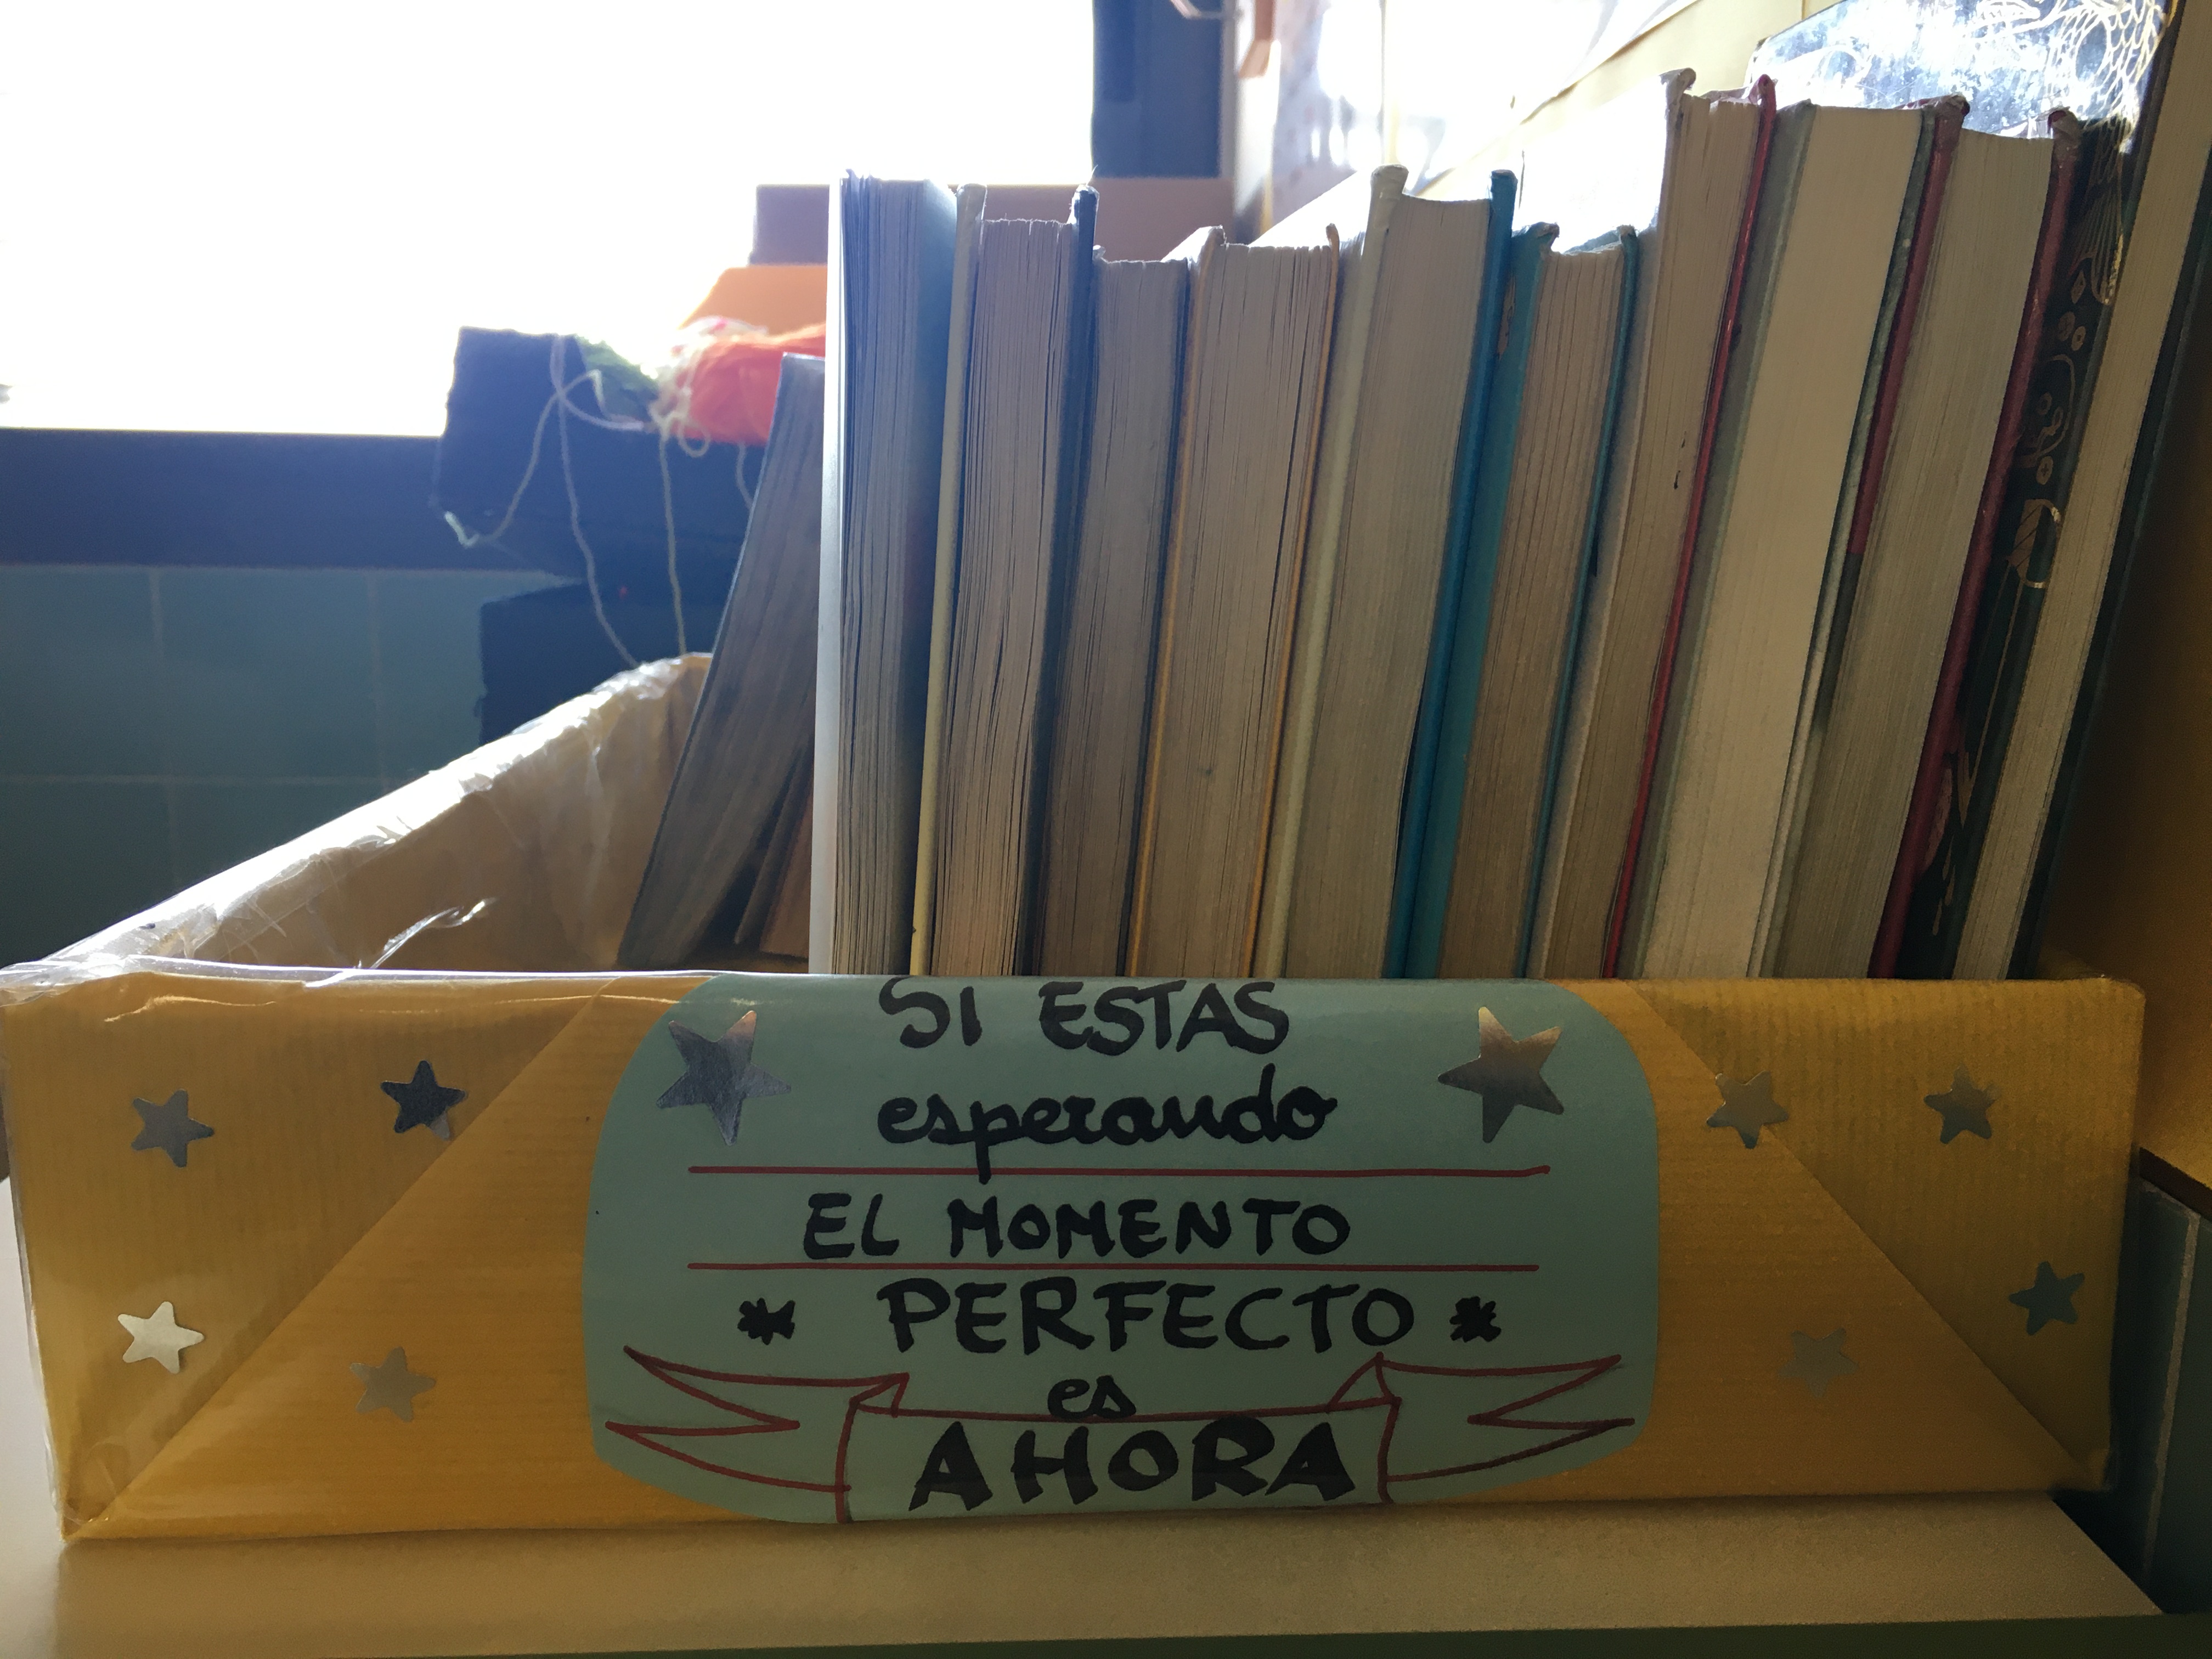 SI ESTAS
esperando
EL MOMENTO
* PERFECTO *
es
AHORA